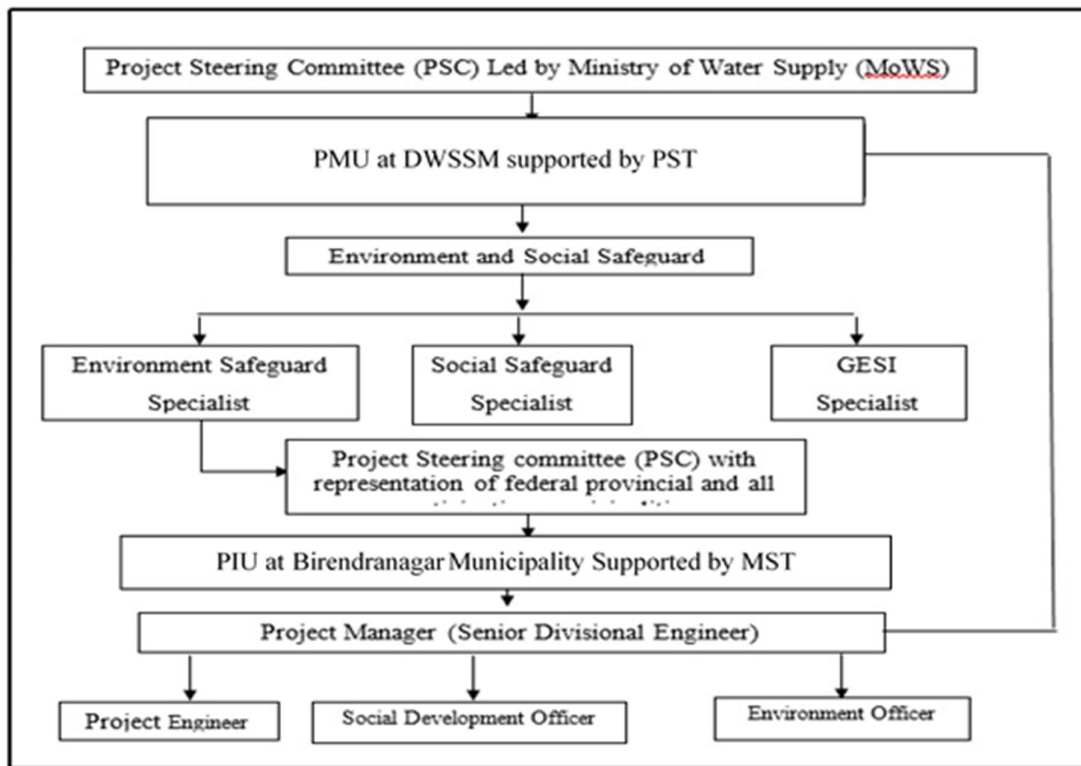 Project Steering Committee (PSC) Led by Ministry of Water Supply (MoWS)
PMU at DWSSM supported by PST
Environment and Social Safeguard
Environment Safeguard
Specialist
Social Safeguard
Specialist
GESI
Specialist
Project Steering committee (PSC) with
representation of federal provincial and all
PIU at Birendranagar Municipality Supported by MST
Project Manager (Senior Divisional Engineer)
Project Engineer
Social Development Officer
Environment Officer